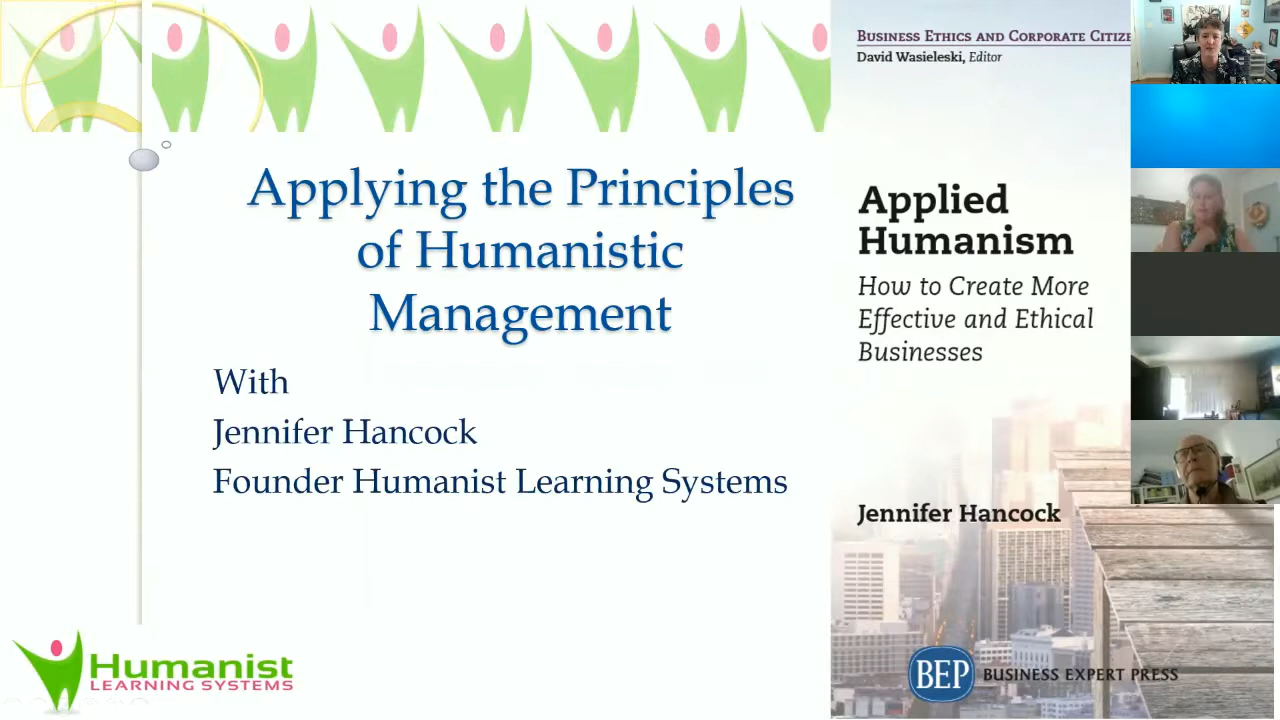 Applying the Principles
of Humanistic
Management
With
Jennifer Hancock
Founder Humanist Learning Systems
Humanist
LEARNING SYSTEMS
BUSINESS ETHICS AND CORPORATE CITIZE
David Wasieleski, Editor
Applied
Humanism
How to Create More
Effective and Ethical
Businesses
Jennifer Hancock
BEP BUSINESS EXPERT PRESS